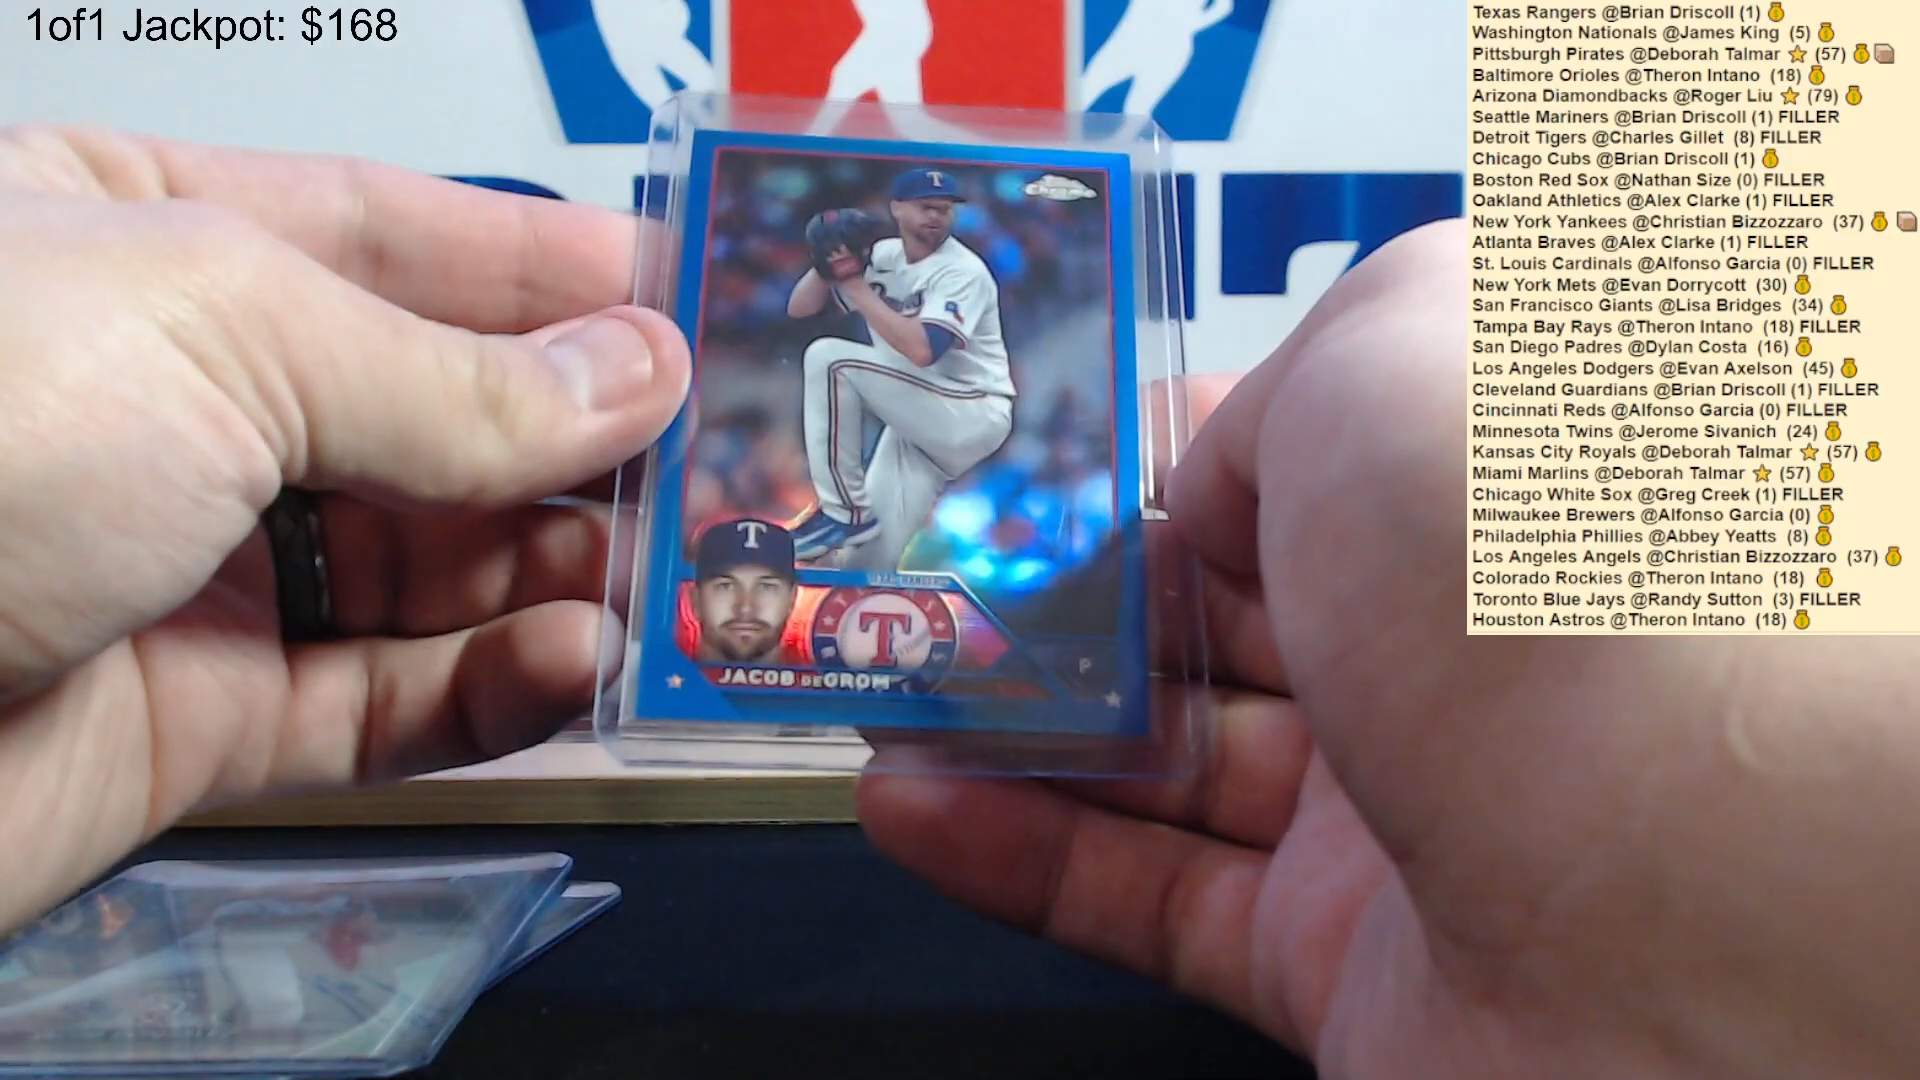 1of1 Jackpot: $168
Texas Rangers @Brian Driscoll (1)
Washington Nationals @James King (5)
Pittsburgh Pirates @Deborah Talmar (57)
Baltimore Orioles @Theron Intano (18)
Arizona Diamondbacks @Roger Liu (79)
Seattle Mariners @Brian Driscoll (1) FILLER
Detroit Tigers @Charles Gillet (8) FILLER
Chicago Cubs @Brian Driscoll (1)
Boston Red Sox @Nathan Size (0) FILLER
Oakland Athletics @Alex Clarke (1) FILLER
New York Yankees @Christian Bizzozzaro (37)
Atlanta Braves @Alex Clarke (1) FILLER
St. Louis Cardinals @Alfonso Garcia (0) FILLER
New York Mets @Evan Dorrycott (30)
San Francisco Giants @Lisa Bridges (34)
Tampa Bay Rays @Theron Intano (18) FILLER
San Diego Padres @Dylan Costa (16)
Los Angeles Dodgers @Evan Axelson (45)
Cleveland Guardians @Brian Driscoll (1) FILLER
Cincinnati Reds @Alfonso Garcia (0) FILLER
Minnesota Twins @Jerome Sivanich (24)
Kansas City Royals @Deborah Talmar (57)
Miami Marlins @Deborah Talmar (57)
Chicago White Sox @Greg Creek (1) FILLER
Milwaukee Brewers @Alfonso Garcia (0)
Philadelphia Phillies @Abbey Yeatts (8)
Los Angeles Angels @Christian Bizzozzaro (37)
Colorado Rockies @Theron Intano (18)
Toronto Blue Jays @Randy Sutton (3) FILLER
Houston Astros @Theron Intano (18)
Chrome
T
T
TEXAS RANGERS
T
P
JACOB DEGROM